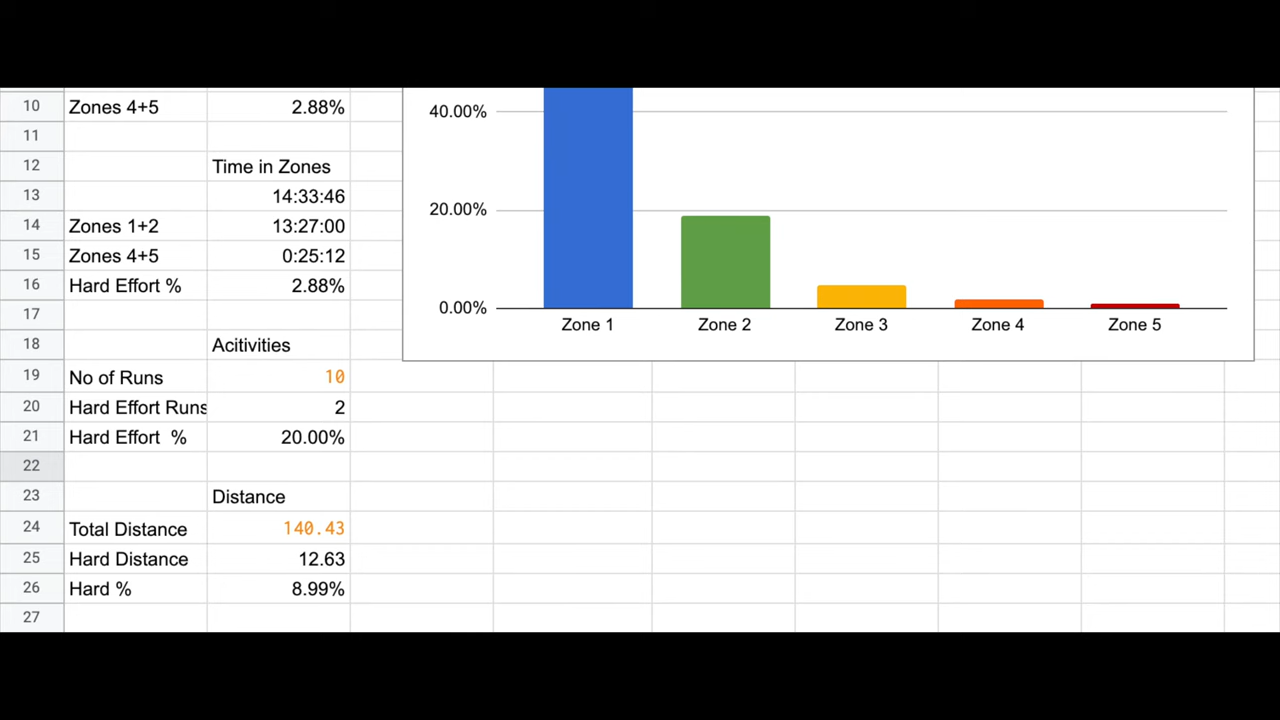 10 Zones 4+5 2.88%
11
12 Time in Zones
13 14:33:46
14 Zones 1+2 13:27:00
15 Zones 4+5 0:25:12
16 Hard Effort % 2.88%
17
18 Acitivities
19 No of Runs 10
20 Hard Effort Runs 2
21 Hard Effort % 20.00%
22
23 Distance
24 Total Distance 140.43
25 Hard Distance 12.63
26 Hard % 8.99%
27
40.00%
20.00%
0.00%
Zone 1 Zone 2 Zone 3 Zone 4 Zone 5